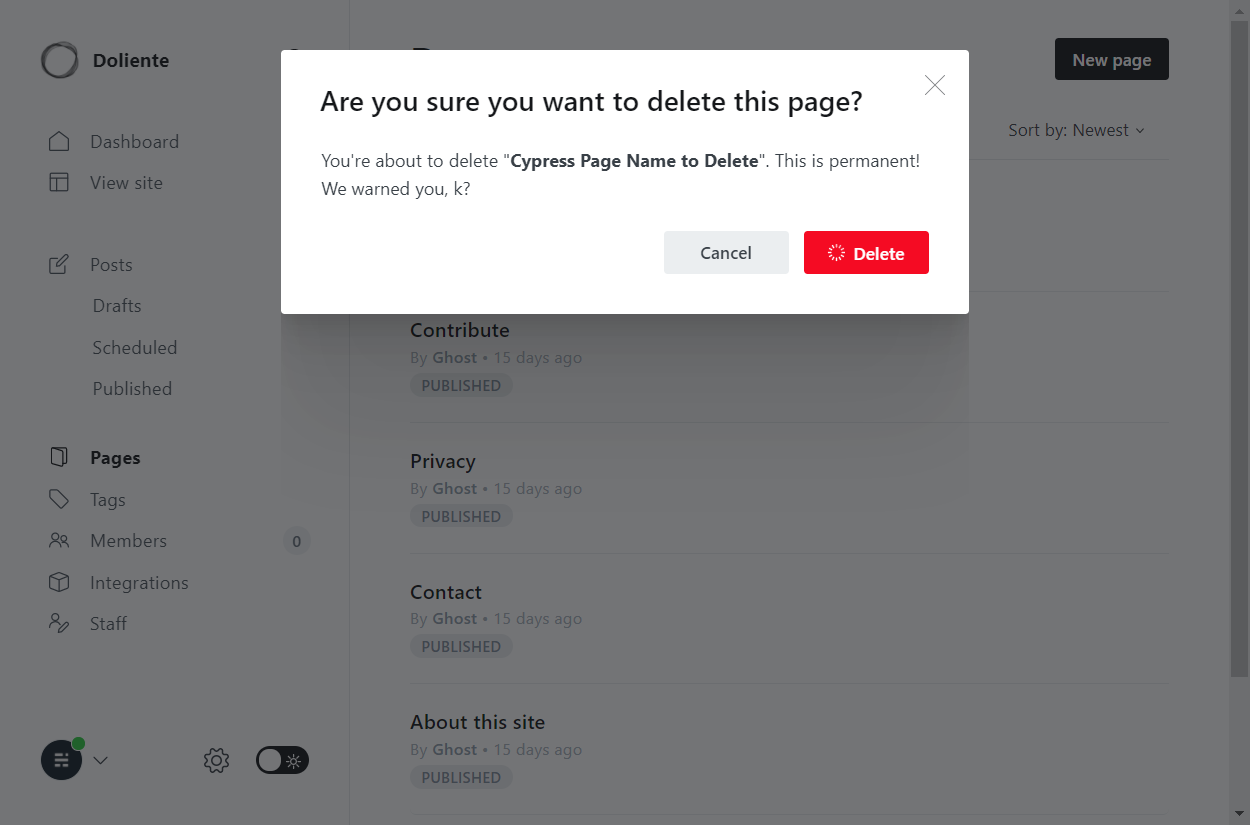 Doliente
New page
Are you sure you want to delete this page?
Sort by: Newest
Dashboard
You're about to delete "Cypress Page Name to Delete". This is permanent!
We warned you, k?
View site
Cancel
Delete
Posts
Drafts
Scheduled
Published
Pages
Tags
Members
0
Integrations
Staff
Contribute
By Ghost • 15 days ago
PUBLISHED
Privacy
By Ghost • 15 days ago
PUBLISHED
Contact
By Ghost • 15 days ago
PUBLISHED
About this site
By Ghost • 15 days ago
PUBLISHED